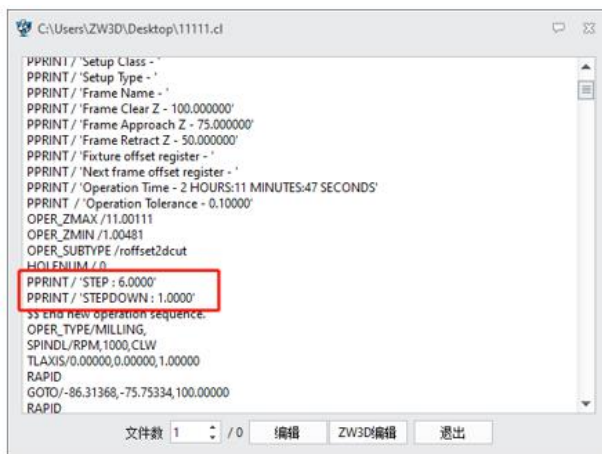 C:\Users\ZW3D\Desktop\11111.cl
PPRINT / 'Setup Class - '
PPRINT / 'Setup Type - '
PPRINT / 'Frame Name - '
PPRINT / 'Frame Clear Z - 100.000000'
PPRINT / 'Frame Approach Z - 75.000000'
PPRINT / 'Frame Retract Z - 50.000000'
PPRINT / 'Fixture offset register - '
PPRINT / 'Next frame offset register - '
PPRINT / 'Operation Time - 2 HOURS:11 MINUTES:47 SECONDS'
PPRINT  / 'Operation Tolerance - 0.10000'
OPER_ZMAX /11.00111
OPER_ZMIN /1.00481
OPER_SUBTYPE /roffset2dcut
HOLENUM / 0
PPRINT / 'STEP : 6.0000'
PPRINT / 'STEPDOWN : 1.0000'
$$ End new operation sequence.
OPER_TYPE/MILLING,
SPINDL/RPM,1000,CLW
TLAXIS/0.00000,0.00000,1.00000
RAPID
GOTO/-86.31368,-75.75334,100.00000
RAPID
文件数 1 / 0 编辑 ZW3D编辑 退出